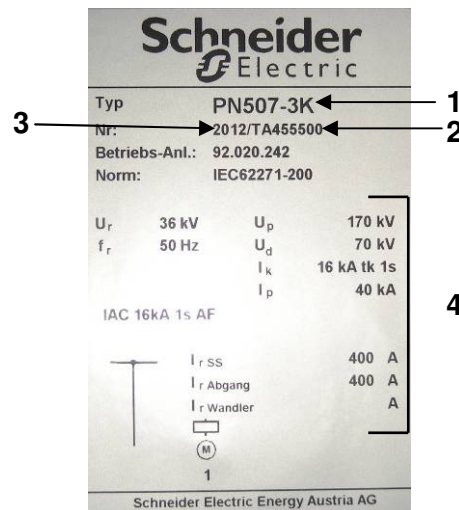 Schneider
Electric
Typ PN507-3K 1
3 Nr: 2012/TA455500 2
Betriebs-Anl.: 92.020.242
Norm: IEC62271-200
Ur 36 kV Up 170 kV
fr 50 Hz Ud 70 kV
Ik 16 kA tk 1s
Ip 40 kA
4
IAC 16kA 1s AF
Ir SS 400 A
Ir Abgang 400 A
Ir Wandler A
M
1
Schneider Electric Energy Austria AG